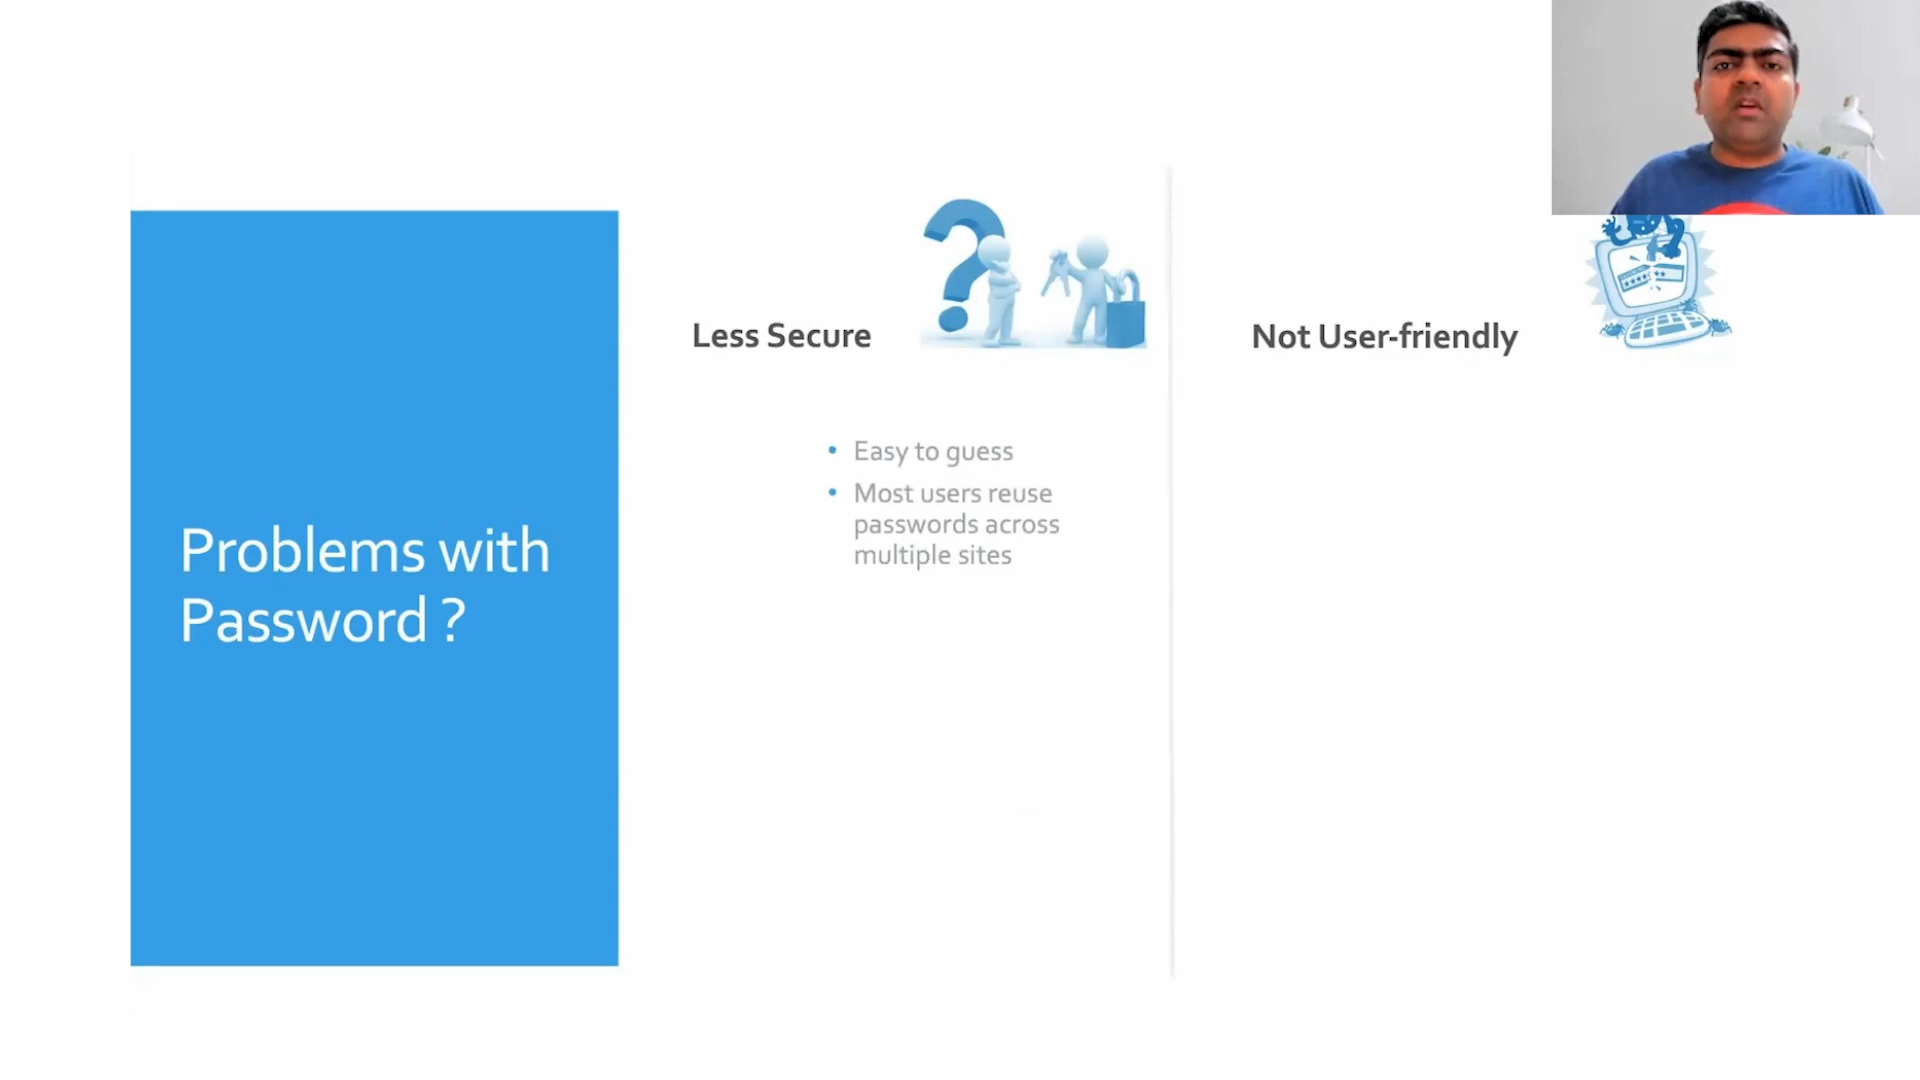 Problems with
Password ?
Less Secure
• Easy to guess
• Most users reuse
passwords across
multiple sites
Not User-friendly